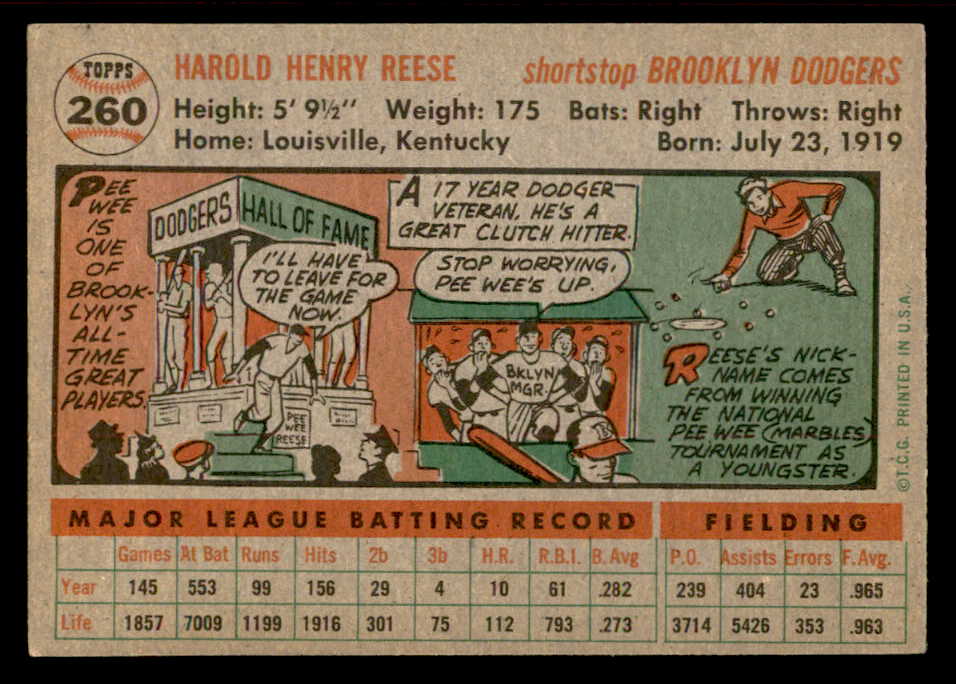 TOPPS
260
HAROLD HENRY REESE
shortstop BROOKLYN DODGERS
Height: 5' 9½" Weight: 175 Bats: Right Throws: Right
Home: Louisville, Kentucky Born: July 23, 1919
PEE
WEE
IS
ONE
OF
BROOK-
LYN'S
ALL-
TIME
GREAT
PLAYERS.
DODGERS HALL OF FAME
I'LL HAVE
TO LEAVE FOR
THE GAME
NOW.
PEE
WEE
REESE
A 17 YEAR DODGER
VETERAN, HE'S A
GREAT CLUTCH HITTER.
STOP WORRYING,
PEE WEE'S UP.
BKLYN
MGR.
B
REESE'S NICK-
NAME COMES
FROM WINNING
THE NATIONAL
PEE WEE (MARBLES)
TOURNAMENT AS
A YOUNGSTER.
©T.C.G. PRINTED IN U.S.A.
MAJOR LEAGUE BATTING RECORD FIELDING
Games At Bat Runs Hits 2b 3b H.R. R.B.I. B. Avg P.O. Assists Errors F. Avg.
Year 145 553 99 156 29 4 10 61 .282 239 404 23 .965
Life 1857 7009 1199 1916 301 75 112 793 .273 3714 5426 353 .963